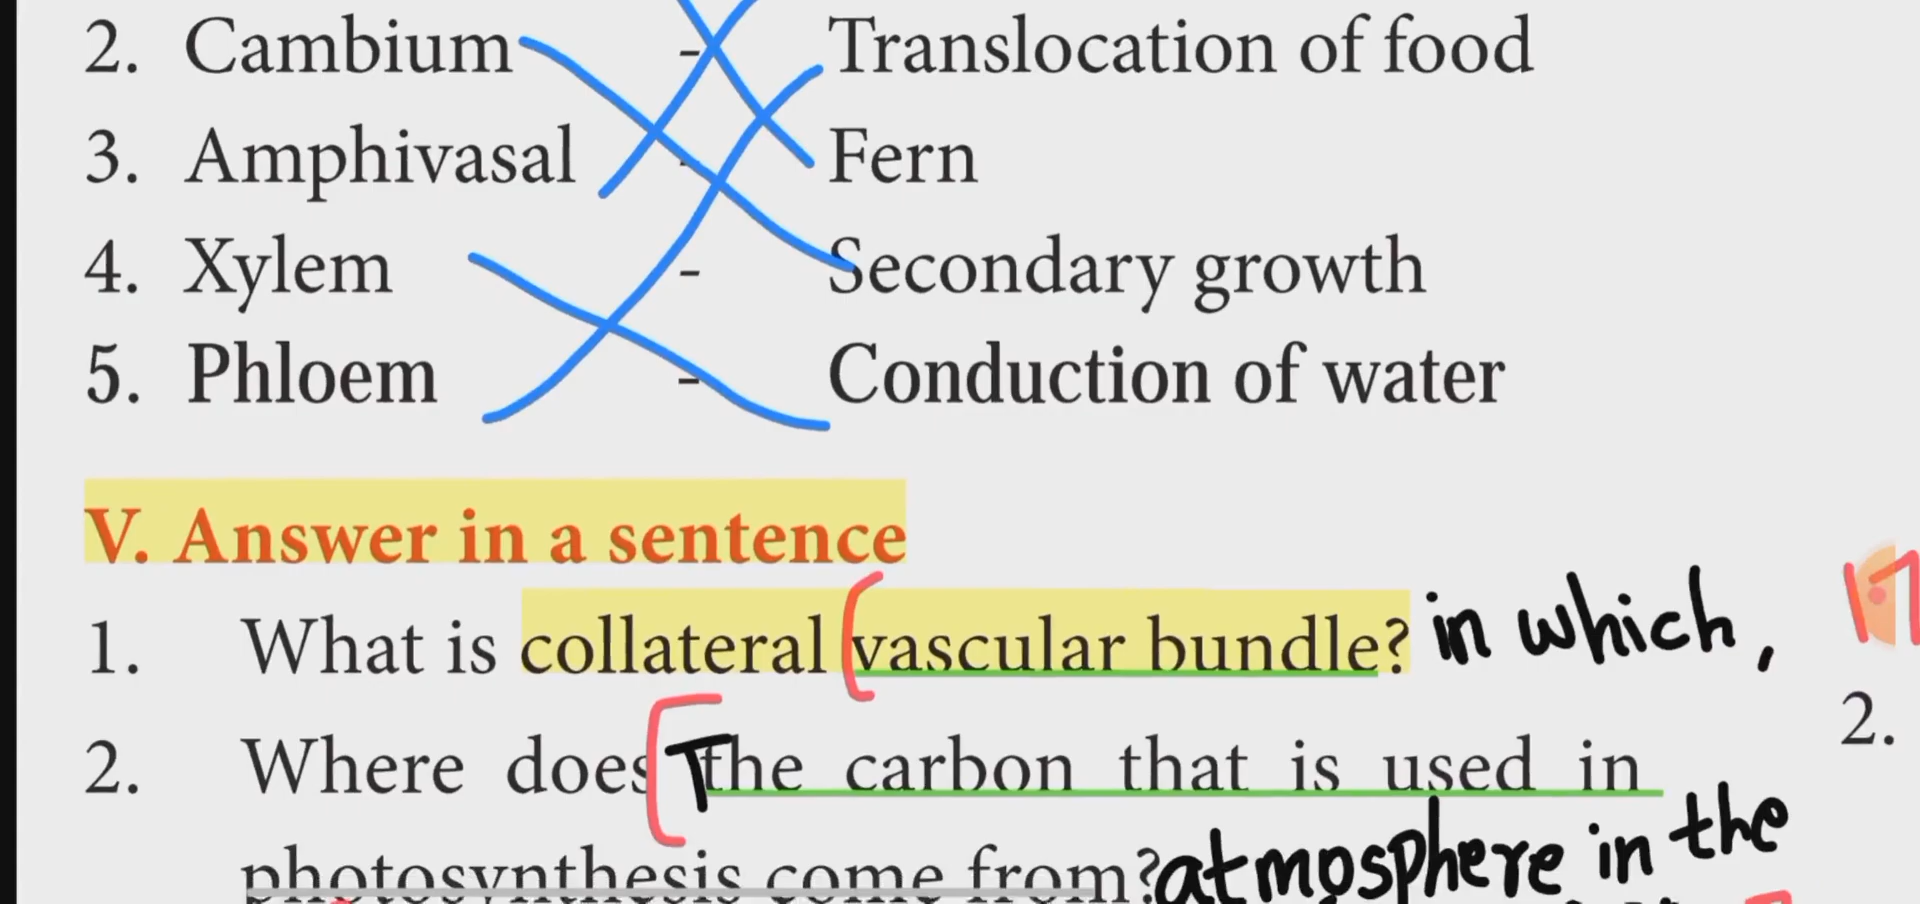 2. Cambium - Translocation of food
3. Amphivasal - Fern
4. Xylem - Secondary growth
5. Phloem - Conduction of water
V. Answer in a sentence
1. What is collateral vascular bundle? in which,
2.
2. Where does The carbon that is used in
photosynthesis come from? atmosphere in the